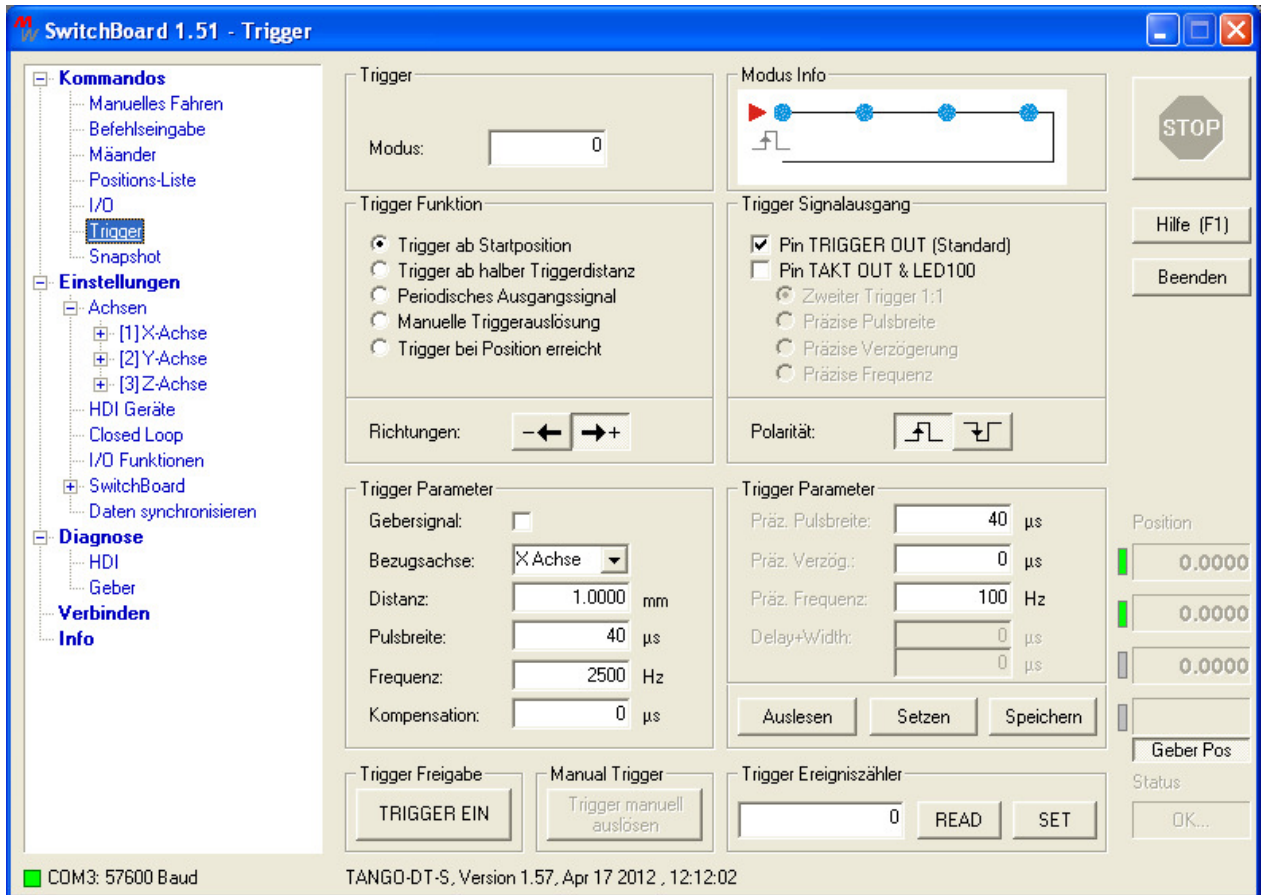 SwitchBoard 1.51 - Trigger
Kommandos
Manuelles Fahren
Befehlseingabe
Mäander
Positions-Liste
I/O
Trigger
Snapshot
Einstellungen
Achsen
[1] X-Achse
[2] Y-Achse
[3] Z-Achse
HDI Geräte
Closed Loop
I/O Funktionen
SwitchBoard
Daten synchronisieren
Diagnose
HDI
Geber
Verbinden
Info
Trigger
Modus: 0
Modus Info
Trigger Funktion
Trigger ab Startposition
Trigger ab halber Triggerdistanz
Periodisches Ausgangssignal
Manuelle Triggerauslösung
Trigger bei Position erreicht
Richtungen: - +
Trigger Signalausgang
Pin TRIGGER OUT (Standard)
Pin TAKT OUT & LED100
Zweiter Trigger 1:1
Präzise Pulsbreite
Präzise Verzögerung
Präzise Frequenz
Polarität:
Trigger Parameter
Gebersignal:
Bezugsachse: X Achse
Distanz: 1.0000 mm
Pulsbreite: 40 µs
Frequenz: 2500 Hz
Kompensation: 0 µs
Trigger Parameter
Präz. Pulsbreite: 40 µs
Präz. Verzög.: 0 µs
Präz. Frequenz: 100 Hz
Delay+Width: 0 µs
0 µs
Auslesen Setzen Speichern
Trigger Freigabe
TRIGGER EIN
Manual Trigger
Trigger manuell
auslösen
Trigger Ereigniszähler
0 READ SET
STOP
Hilfe (F1)
Beenden
Position
0.0000
0.0000
0.0000
Geber Pos
Status
OK...
COM3: 57600 Baud
TANGO-DT-S, Version 1.57, Apr 17 2012 , 12:12:02